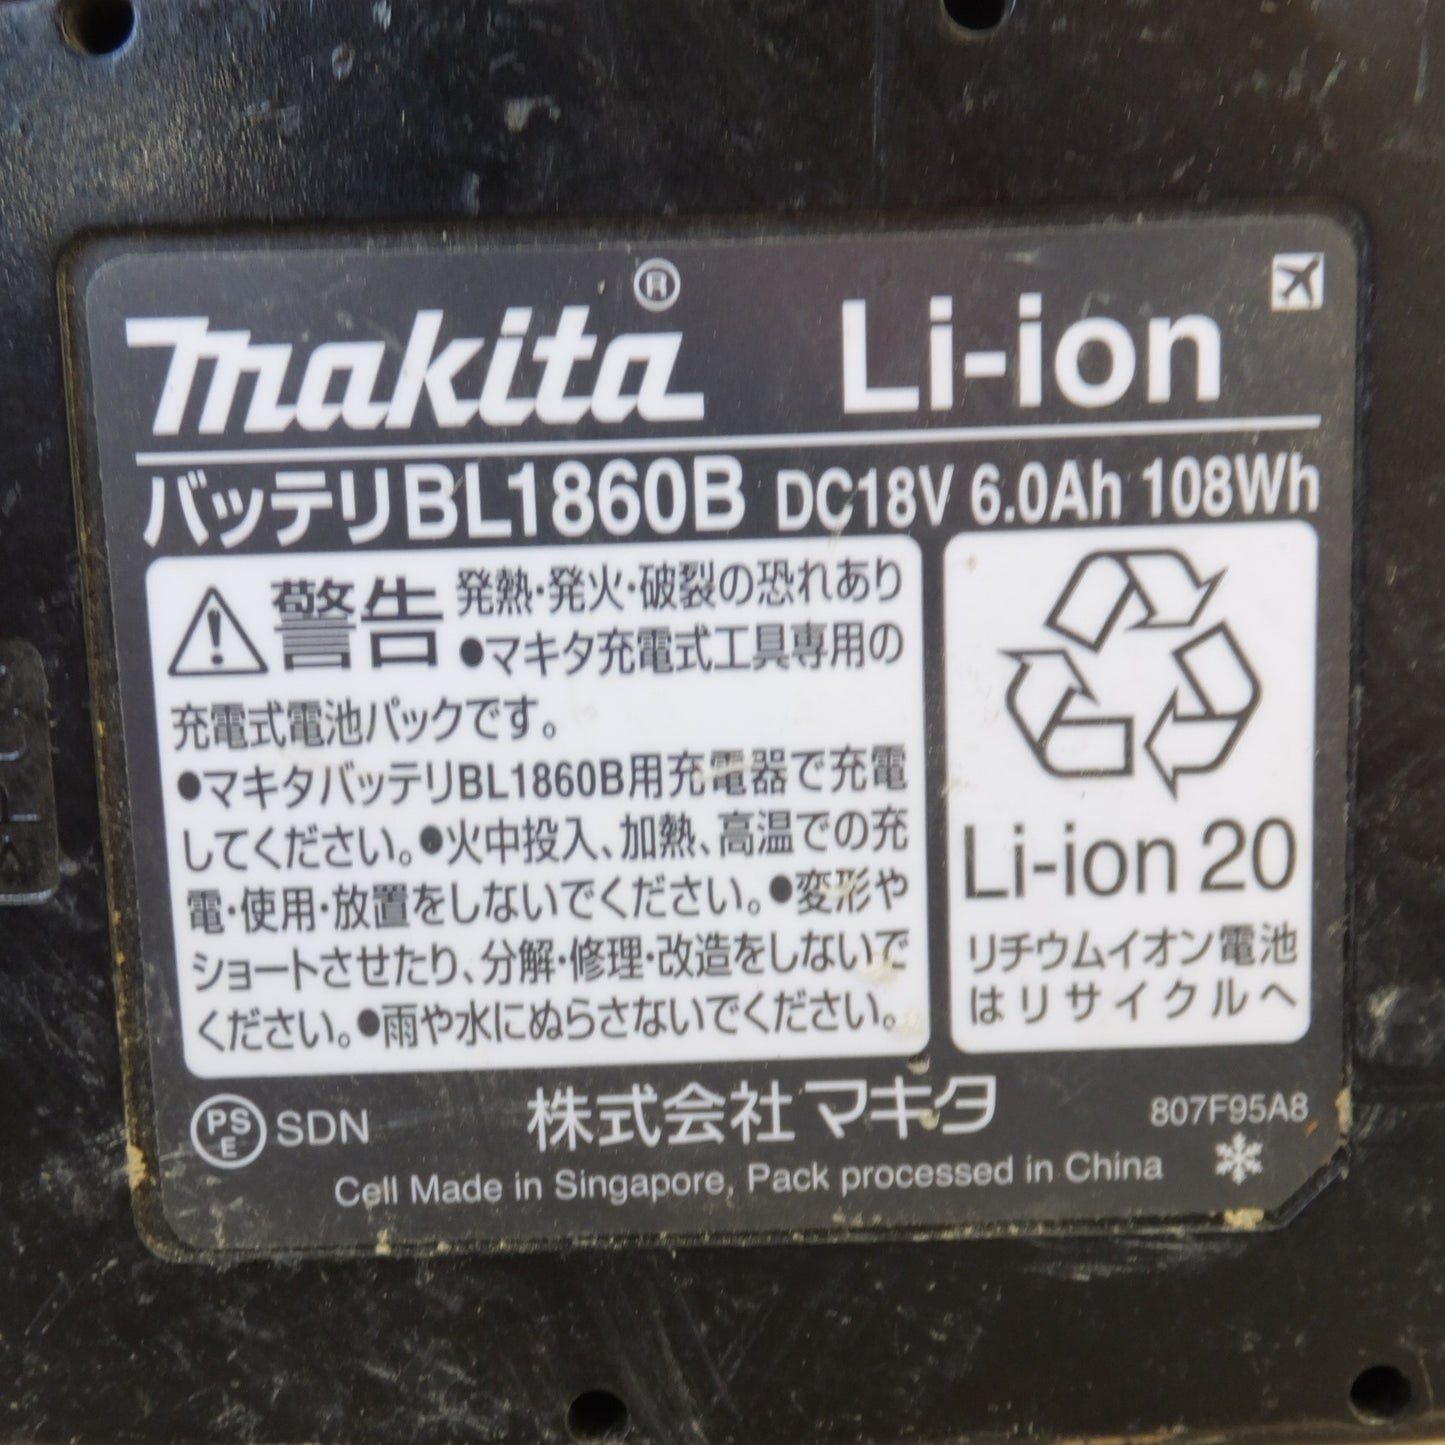 makita® Li-ion
バッテリBL1860B DC18V 6.0Ah 108Wh
警告 発熱・発火・破裂の恐れあり
●マキタ充電式工具専用の
充電式電池パックです。
●マキタバッテリBL1860B用充電器で充電
してください。●火中投入、加熱、高温での充
電・使用・放置をしないでください。●変形や
ショートさせたり、分解・修理・改造をしないで
ください。●雨や水にぬらさないでください。
Li-ion 20
リチウムイオン電池
はリサイクルへ
PS
E
SDN
株式会社マキタ
807F95A8
Cell Made in Singapore, Pack processed in China